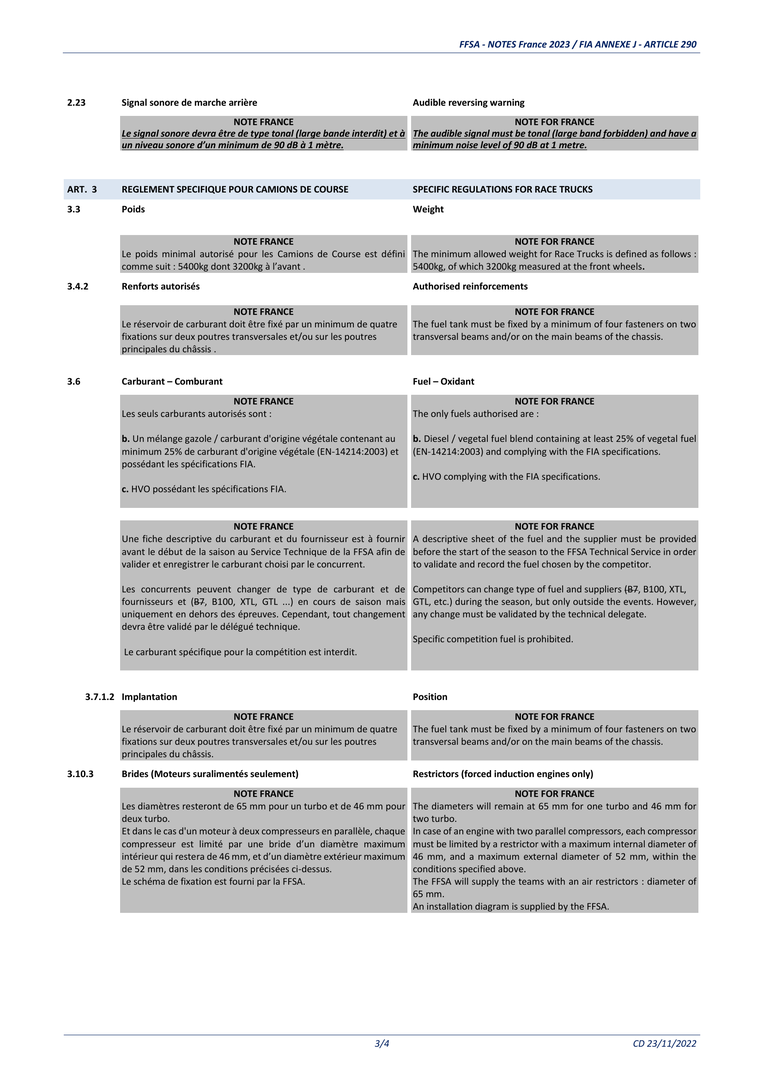 FFSA - NOTES France 2023 / FIA ANNEXE J - ARTICLE 290
2.23 Signal sonore de marche arrière Audible reversing warning
NOTE FRANCE
Le signal sonore devra être de type tonal (large bande interdit) et à
un niveau sonore d'un minimum de 90 dB à 1 mètre.
NOTE FOR FRANCE
The audible signal must be tonal (large band forbidden) and have a
minimum noise level of 90 dB at 1 metre.
ART. 3 REGLEMENT SPECIFIQUE POUR CAMIONS DE COURSE SPECIFIC REGULATIONS FOR RACE TRUCKS
3.3 Poids Weight
NOTE FRANCE
Le poids minimal autorisé pour les Camions de Course est défini
comme suit : 5400kg dont 3200kg à l'avant .
NOTE FOR FRANCE
The minimum allowed weight for Race Trucks is defined as follows :
5400kg, of which 3200kg measured at the front wheels.
3.4.2 Renforts autorisés Authorised reinforcements
NOTE FRANCE
Le réservoir de carburant doit être fixé par un minimum de quatre
fixations sur deux poutres transversales et/ou sur les poutres
principales du châssis .
NOTE FOR FRANCE
The fuel tank must be fixed by a minimum of four fasteners on two
transversal beams and/or on the main beams of the chassis.
3.6 Carburant – Comburant Fuel – Oxidant
NOTE FRANCE
Les seuls carburants autorisés sont :
b. Un mélange gazole / carburant d'origine végétale contenant au
minimum 25% de carburant d'origine végétale (EN-14214:2003) et
possédant les spécifications FIA.
c. HVO possédant les spécifications FIA.
NOTE FOR FRANCE
The only fuels authorised are :
b. Diesel / vegetal fuel blend containing at least 25% of vegetal fuel
(EN-14214:2003) and complying with the FIA specifications.
c. HVO complying with the FIA specifications.
NOTE FRANCE
Une fiche descriptive du carburant et du fournisseur est à fournir
avant le début de la saison au Service Technique de la FFSA afin de
valider et enregistrer le carburant choisi par le concurrent.
Les concurrents peuvent changer de type de carburant et de
fournisseurs et (B7, B100, XTL, GTL ...) en cours de saison mais
uniquement en dehors des épreuves. Cependant, tout changement
devra être validé par le délégué technique.
Le carburant spécifique pour la compétition est interdit.
NOTE FOR FRANCE
A descriptive sheet of the fuel and the supplier must be provided
before the start of the season to the FFSA Technical Service in order
to validate and record the fuel chosen by the competitor.
Competitors can change type of fuel and suppliers (B7, B100, XTL,
GTL, etc.) during the season, but only outside the events. However,
any change must be validated by the technical delegate.
Specific competition fuel is prohibited.
3.7.1.2 Implantation Position
NOTE FRANCE
Le réservoir de carburant doit être fixé par un minimum de quatre
fixations sur deux poutres transversales et/ou sur les poutres
principales du châssis.
NOTE FOR FRANCE
The fuel tank must be fixed by a minimum of four fasteners on two
transversal beams and/or on the main beams of the chassis.
3.10.3 Brides (Moteurs suralimentés seulement) Restrictors (forced induction engines only)
NOTE FRANCE
Les diamètres resteront de 65 mm pour un turbo et de 46 mm pour
deux turbo.
Et dans le cas d'un moteur à deux compresseurs en parallèle, chaque
compresseur est limité par une bride d'un diamètre maximum
intérieur qui restera de 46 mm, et d'un diamètre extérieur maximum
de 52 mm, dans les conditions précisées ci-dessus.
Le schéma de fixation est fourni par la FFSA.
NOTE FOR FRANCE
The diameters will remain at 65 mm for one turbo and 46 mm for
two turbo.
In case of an engine with two parallel compressors, each compressor
must be limited by a restrictor with a maximum internal diameter of
46 mm, and a maximum external diameter of 52 mm, within the
conditions specified above.
The FFSA will supply the teams with an air restrictors : diameter of
65 mm.
An installation diagram is supplied by the FFSA.
3/4 CD 23/11/2022